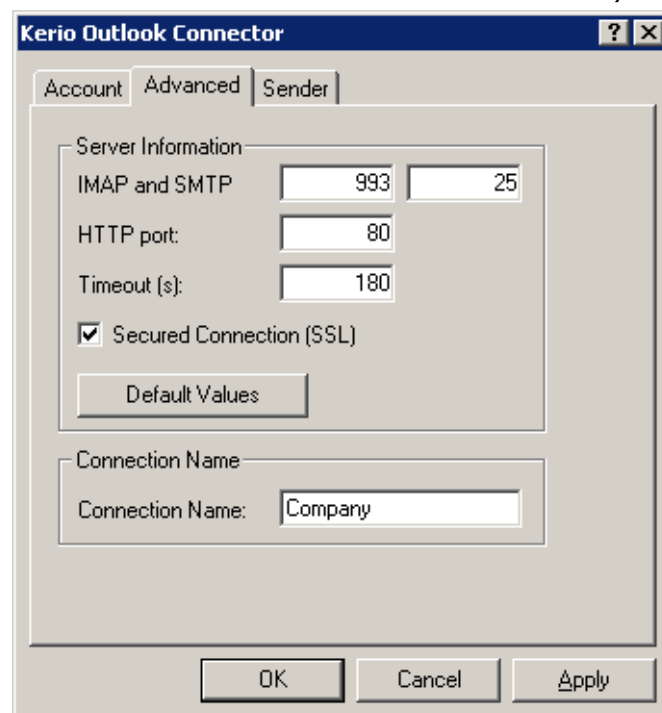 Kerio Outlook Connector
Account Advanced Sender
Server Information
IMAP and SMTP 993 25
HTTP port: 80
Timeout (s): 180
Secured Connection (SSL)
Default Values
Connection Name
Connection Name: Company
OK Cancel Apply